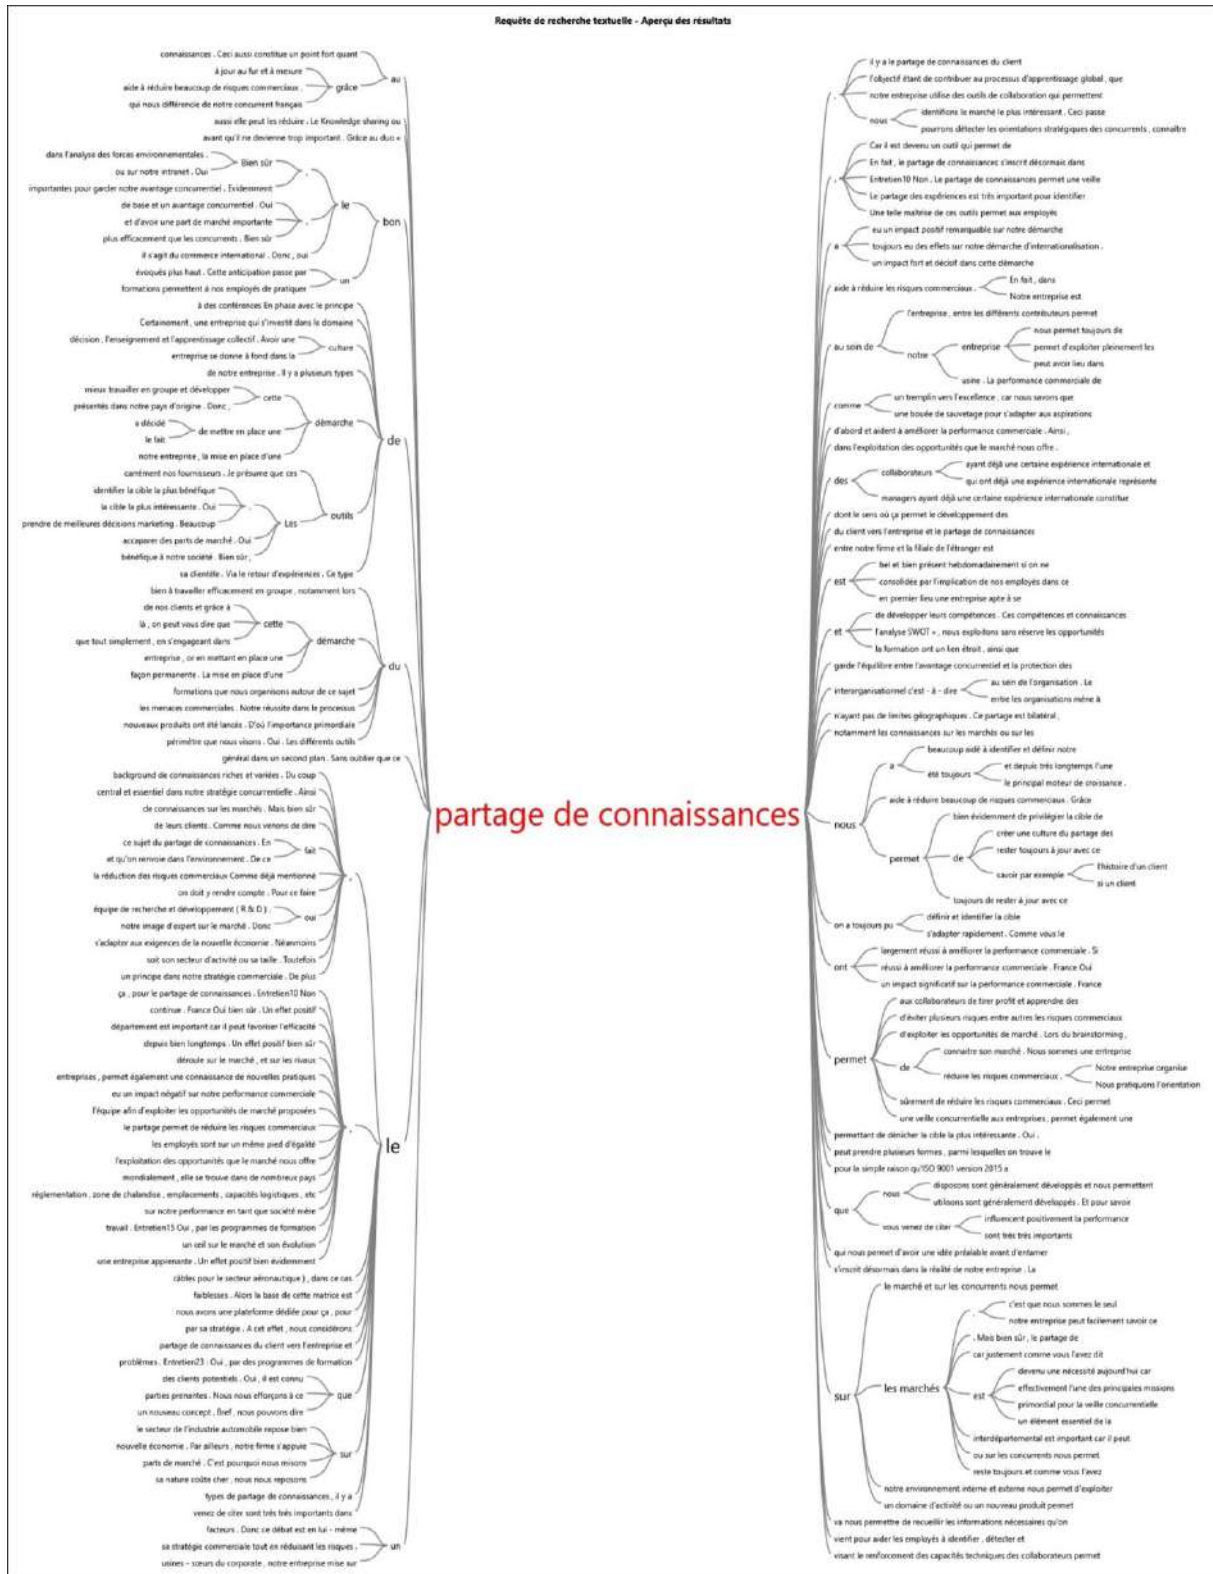 Requête de recherche textuelle - Aperçu des résultats
connaissances . Ceci aussi constitue un point fort quant
au
à jour au fur et à mesure
aide à réduire beaucoup de risques commerciaux .
grâce
qui nous différencie de notre concurrent français
aussi elle peut les réduire . Le Knowledge sharing ou
avant qu'il ne devienne trop important . Grâce au duo «
dans l'analyse des forces environnementales .
Bien sûr
ou sur notre intranet . Oui
importantes pour garder notre avantage concurrentiel . Evidemment
de base et un avantage concurrentiel . Oui
le
et d'avoir une part de marché importante
bon
plus efficacement que les concurrents . Bien sûr
il s'agit du commerce international . Donc , oui
évoqués plus haut . Cette anticipation passe par
un
formations permettent à nos employés de pratiquer
à des conférences En phase avec le principe
Certainement , une entreprise qui s'investit dans le domaine
décision , l'enseignement et l'apprentissage collectif . Avoir une
culture
entreprise se donne à fond dans la
de notre entreprise . Il y a plusieurs types
mieux travailler en groupe et développer
cette
présentés dans notre pays d'origine . Donc ,
démarche
a décidé
de mettre en place une
le fait
de
notre entreprise , la mise en place d'une
carrément nos fournisseurs . Je présume que ces
identifier la cible la plus bénéfique
la cible la plus intéressante . Oui
outils
prendre de meilleures décisions marketing . Beaucoup
Les
accaparer des parts de marché . Oui
bénéfique à notre société . Bien sûr ,
sa clientèle . Via le retour d'expériences . Ce type
bien à travailler efficacement en groupe , notamment lors
de nos clients et grâce à
là , on peut vous dire que
cette
que tout simplement , en s'engageant dans
démarche
entreprise , or en mettant en place une
du
façon permanente . La mise en place d'une
formations que nous organisons autour de ce sujet
les menaces commerciales . Notre réussite dans le processus
nouveaux produits ont été lancés . D'où l'importance primordiale
périmètre que nous visons . Oui . Les différents outils
général dans un second plan . Sans oublier que ce
background de connaissances riches et variées . Du coup
central et essentiel dans notre stratégie concurrentielle . Ainsi
de connaissances sur les marchés . Mais bien sûr
de leurs clients . Comme nous venons de dire
ce sujet du partage de connaissances . En
fait
et qu'on renvoie dans l'environnement . De ce
la réduction des risques commerciaux Comme déjà mentionné
on doit y rendre compte . Pour ce faire
équipe de recherche et développement ( R & D ) .
oui
notre image d'expert sur le marché . Donc
s'adapter aux exigences de la nouvelle économie . Néanmoins
soit son secteur d'activité ou sa taille . Toutefois
un principe dans notre stratégie commerciale . De plus
ça , pour le partage de connaissances . Entretien10 Non
continue . France Oui bien sûr . Un effet positif
département est important car il peut favoriser l'efficacité
depuis bien longtemps . Un effet positif bien sûr
déroule sur le marché , et sur les rivaux
entreprises , permet également une connaissance de nouvelles pratiques
eu un impact négatif sur notre performance commerciale
l'équipe afin d'exploiter les opportunités de marché proposées
le partage permet de réduire les risques commerciaux
les employés sont sur un même pied d'égalité
le
l'exploitation des opportunités que le marché nous offre
mondialement , elle se trouve dans de nombreux pays
réglementation , zone de chalandise , emplacements , capacités logistiques , etc
sur notre performance en tant que société mère
travail . Entretien15 Oui , par les programmes de formation
un œil sur le marché et son évolution
une entreprise apprenante . Un effet positif bien évidemment
câbles pour le secteur aéronautique ) , dans ce cas
faiblesses . Alors la base de cette matrice est
nous avons une plateforme dédiée pour ça , pour
par sa stratégie . A cet effet , nous considérons
partage de connaissances du client vers l'entreprise et
problèmes . Entretien23 : Oui , par des programmes de formation
des clients potentiels . Oui , il est connu
parties prenantes . Nous nous efforçons à ce
que
un nouveau concept . Bref , nous pouvons dire
le secteur de l'industrie automobile repose bien
nouvelle économie . Par ailleurs , notre firme s'appuie
sur
parts de marché . C'est pourquoi nous misons
sa nature coûte cher , nous nous reposons
types de partage de connaissances , il y a
venez de citer sont très très importants dans
facteurs . Donc ce débat est en lui - même
sa stratégie commerciale tout en réduisant les risques .
un
usines - sœurs du corporate , notre entreprise mise sur
partage de connaissances
il y a le partage de connaissances du client
l'objectif étant de contribuer au processus d'apprentissage global , que
notre entreprise utilise des outils de collaboration qui permettent
identifions le marché le plus intéressant . Ceci passe
nous
pourrons détecter les orientations stratégiques des concurrents , connaître
Car il est devenu un outil qui permet de
En fait , le partage de connaissances s'inscrit désormais dans
Entretien10 Non . Le partage de connaissances permet une veille
Le partage des expériences est très important pour identifier
Une telle maîtrise de ces outils permet aux employés
eu un impact positif remarquable sur notre démarche
a
toujours eu des effets sur notre démarche d'internationalisation .
un impact fort et décisif dans cette démarche
En fait , dans
aide à réduire les risques commerciaux .
Notre entreprise est
l'entreprise , entre les différents contributeurs permet
nous permet toujours de
au sein de
entreprise
permet d'exploiter pleinement les
notre
peut avoir lieu dans
usine . La performance commerciale de
un tremplin vers l'excellence , car nous savons que
comme
une bouée de sauvetage pour s'adapter aux aspirations
d'abord et aident à améliorer la performance commerciale . Ainsi ,
dans l'exploitation des opportunités que le marché nous offre .
ayant déjà une certaine expérience internationale et
collaborateurs
des
qui ont déjà une expérience internationale représente
managers ayant déjà une certaine expérience internationale constitue
dont le sens où ça permet le développement des
du client vers l'entreprise et le partage de connaissances
entre notre firme et la filiale de l'étranger est
bel et bien présent hebdomadairement si on ne
est
consolidée par l'implication de nos employés dans ce
en premier lieu une entreprise apte à se
de développer leurs compétences . Ces compétences et connaissances
et
l'analyse SWOT « , nous exploitons sans réserve les opportunités
la formation ont un lien étroit , ainsi que
garde l'équilibre entre l'avantage concurrentiel et la protection des
au sein de l'organisation . Le
interorganisationnel c'est - à - dire
entre les organisations mène à
n'ayant pas de limites géographiques . Ce partage est bilatéral ,
notamment les connaissances sur les marchés ou sur les
beaucoup aidé à identifier et définir notre
a
et depuis très longtemps l'une
été toujours
le principal moteur de croissance .
aide à réduire beaucoup de risques commerciaux . Grâce
bien évidemment de privilégier la cible de
nous
créer une culture du partage des
permet
de
rester toujours à jour avec ce
l'histoire d'un client
savoir par exemple
si un client
toujours de rester à jour avec ce
définir et identifier la cible
on a toujours pu
s'adapter rapidement . Comme vous le
largement réussi à améliorer la performance commerciale . Si
ont
réussi à améliorer la performance commerciale . France Oui
un impact significatif sur la performance commerciale . France
aux collaborateurs de tirer profit et apprendre des
d'éviter plusieurs risques entre autres les risques commerciaux
d'exploiter les opportunités de marché . Lors du brainstorming ,
permet
connaitre son marché . Nous sommes une entreprise
de
Notre entreprise organise
réduire les risques commerciaux .
Nous pratiquons l'orientation
sûrement de réduire les risques commerciaux . Ceci permet
une veille concurrentielle aux entreprises , permet également une
permettant de dénicher la cible la plus intéressante . Oui .
peut prendre plusieurs formes , parmi lesquelles on trouve le
pour la simple raison qu'ISO 9001 version 2015 a
disposons sont généralement développés et nous permettent
nous
utilisons sont généralement développés . Et pour savoir
que
influencent positivement la performance
vous venez de citer
sont très très importants
qui nous permet d'avoir une idée préalable avant d'entamer
s'inscrit désormais dans la réalité de notre entreprise . La
le marché et sur les concurrents nous permet
c'est que nous sommes le seul
notre entreprise peut facilement savoir ce
. Mais bien sûr , le partage de
car justement comme vous l'avez dit
devenu une nécessité aujourd'hui car
sur
les marchés
est
effectivement l'une des principales missions
primordial pour la veille concurrentielle
un élément essentiel de la
interdépartemental est important car il peut
ou sur les concurrents nous permet
reste toujours et comme vous l'avez
notre environnement interne et externe nous permet d'exploiter
un domaine d'activité ou un nouveau produit permet
va nous permettre de recueillir les informations nécessaires qu'on
vient pour aider les employés à identifier , détecter et
visant le renforcement des capacités techniques des collaborateurs permet